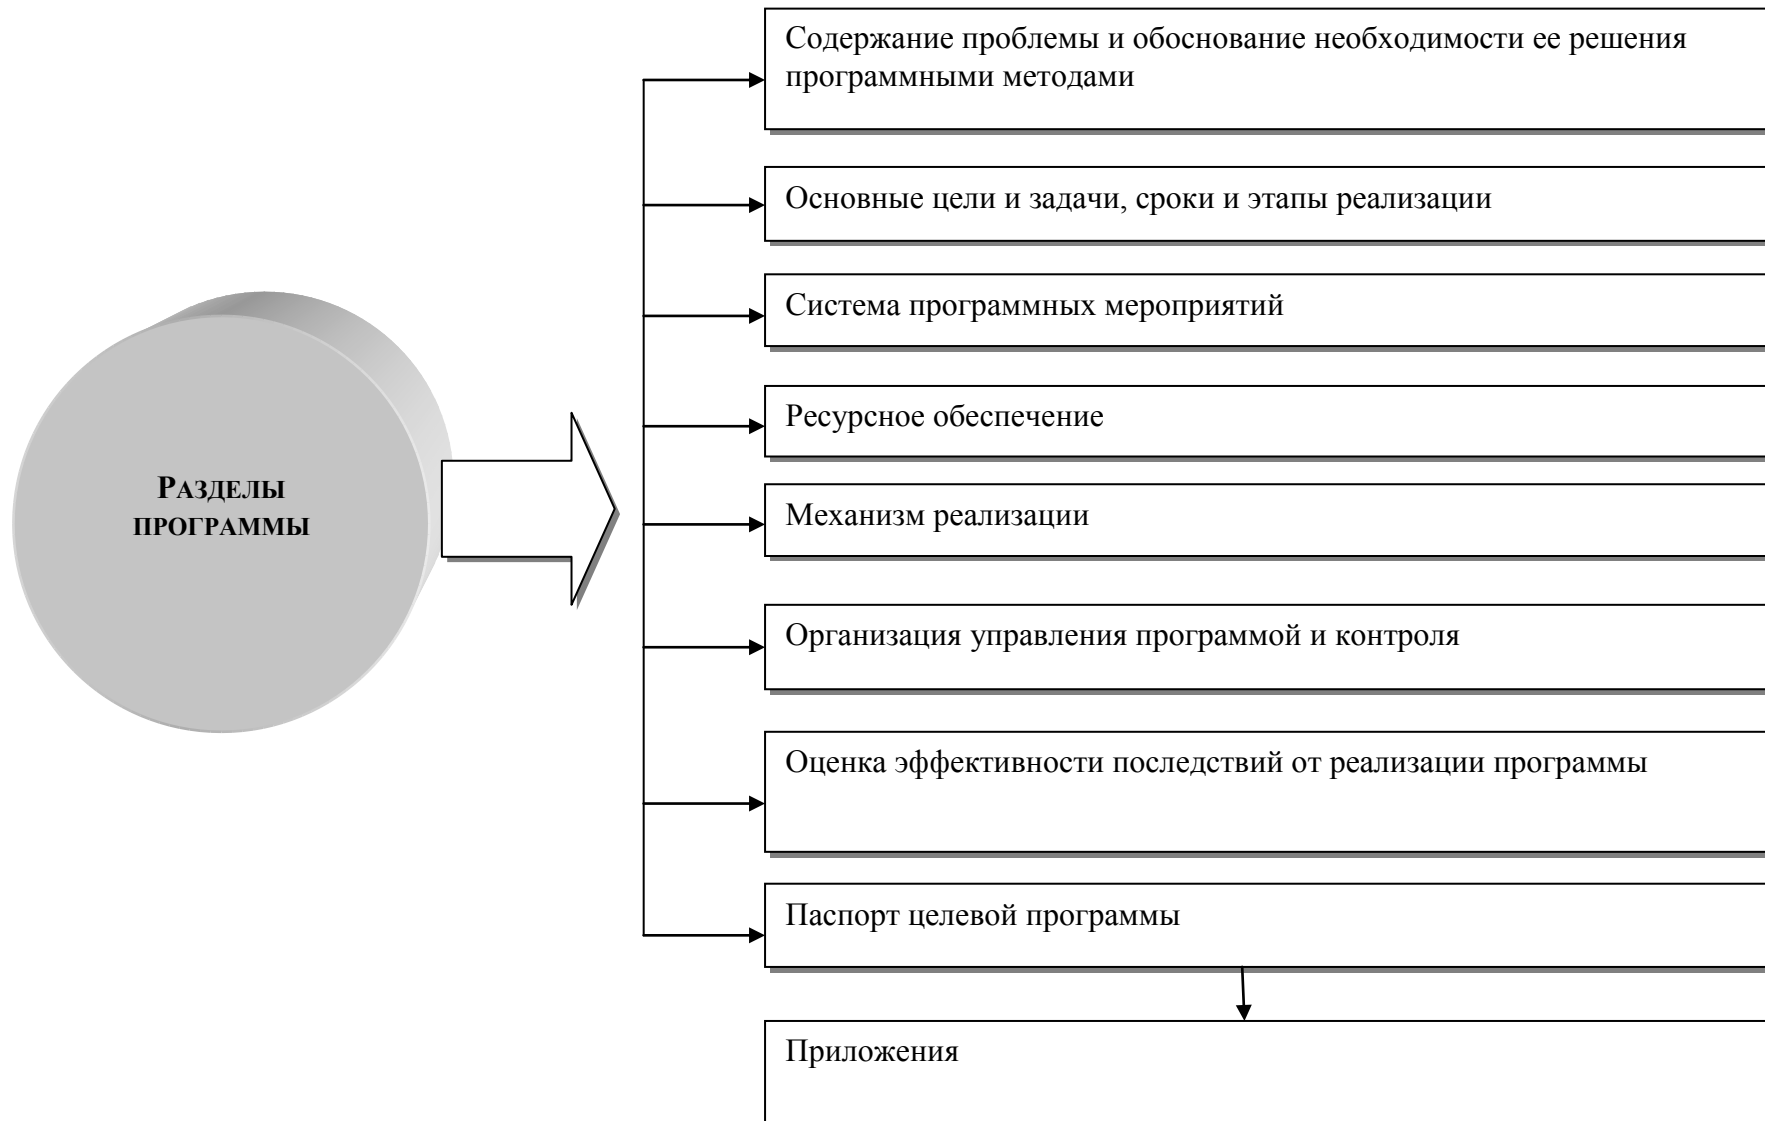 Содержание проблемы и обоснование необходимости ее решения
программными методами
Основные цели и задачи, сроки и этапы реализации
Система программных мероприятий
Ресурсное обеспечение
РАЗДЕЛЫ
ПРОГРАММЫ
Механизм реализации
Организация управления программой и контроля
Оценка эффективности последствий от реализации программы
Паспорт целевой программы
Приложения